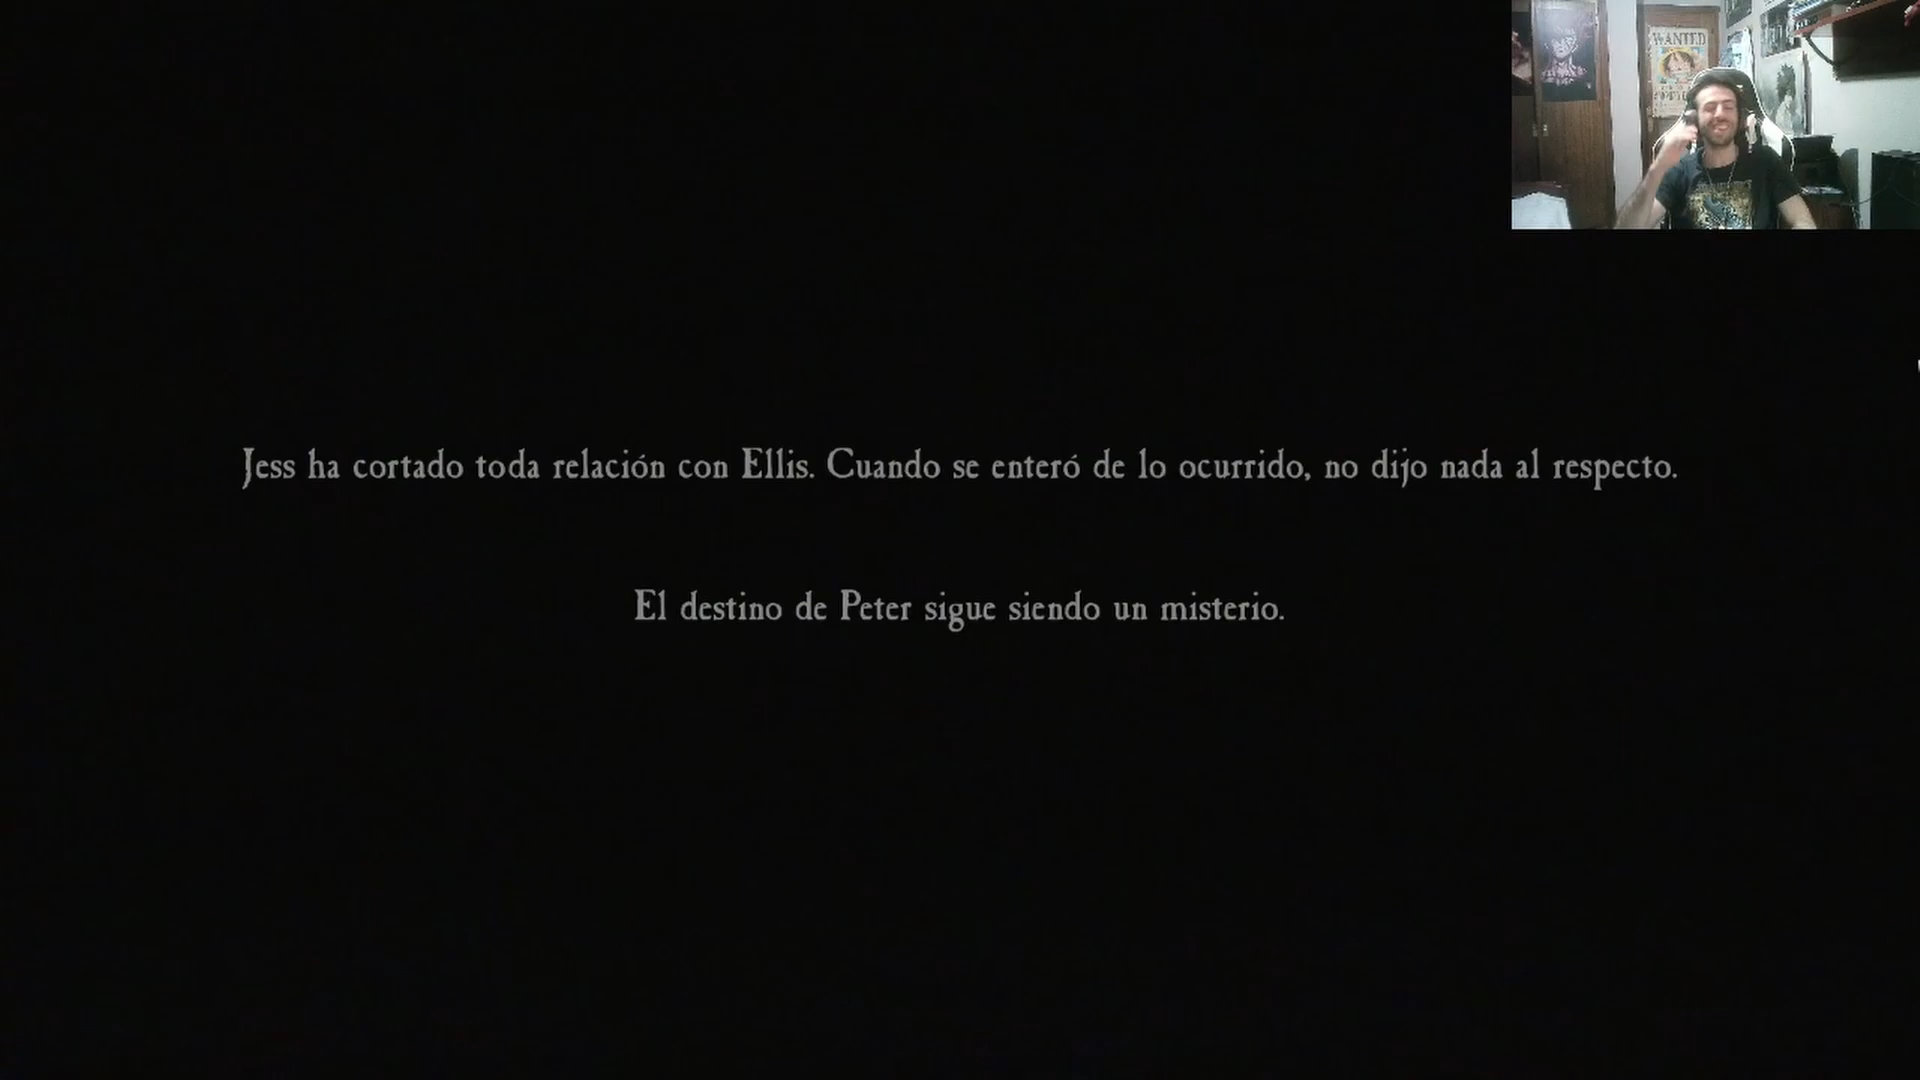 WANTED
Jess ha cortado toda relación con Ellis. Cuando se enteró de lo ocurrido, no dijo nada al respecto.
El destino de Peter sigue siendo un misterio.